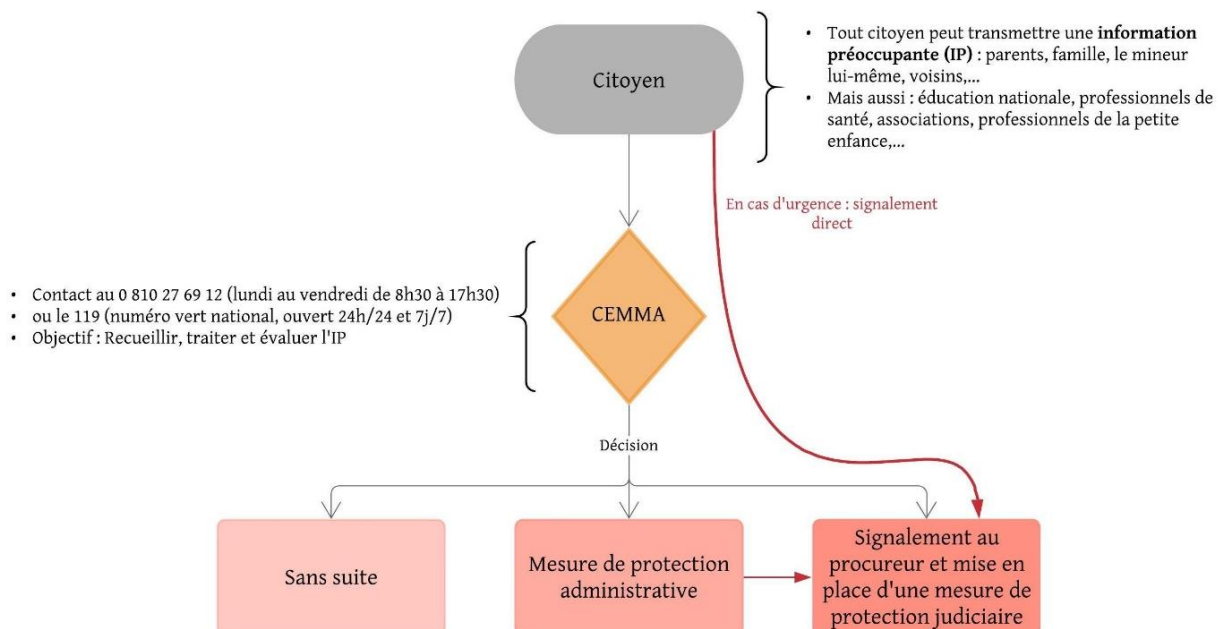 Citoyen
• Tout citoyen peut transmettre une information
préoccupante (IP) : parents, famille, le mineur
lui-même, voisins,...
• Mais aussi : éducation nationale, professionnels de
santé, associations, professionnels de la petite
enfance,...
En cas d'urgence : signalement
direct
• Contact au 0 810 27 69 12 (lundi au vendredi de 8h30 à 17h30)
• ou le 119 (numéro vert national, ouvert 24h/24 et 7j/7)
• Objectif : Recueillir, traiter et évaluer l'IP
CEMMA
Décision
Sans suite
Mesure de protection
administrative
Signalement au
procureur et mise en
place d'une mesure de
protection judiciaire